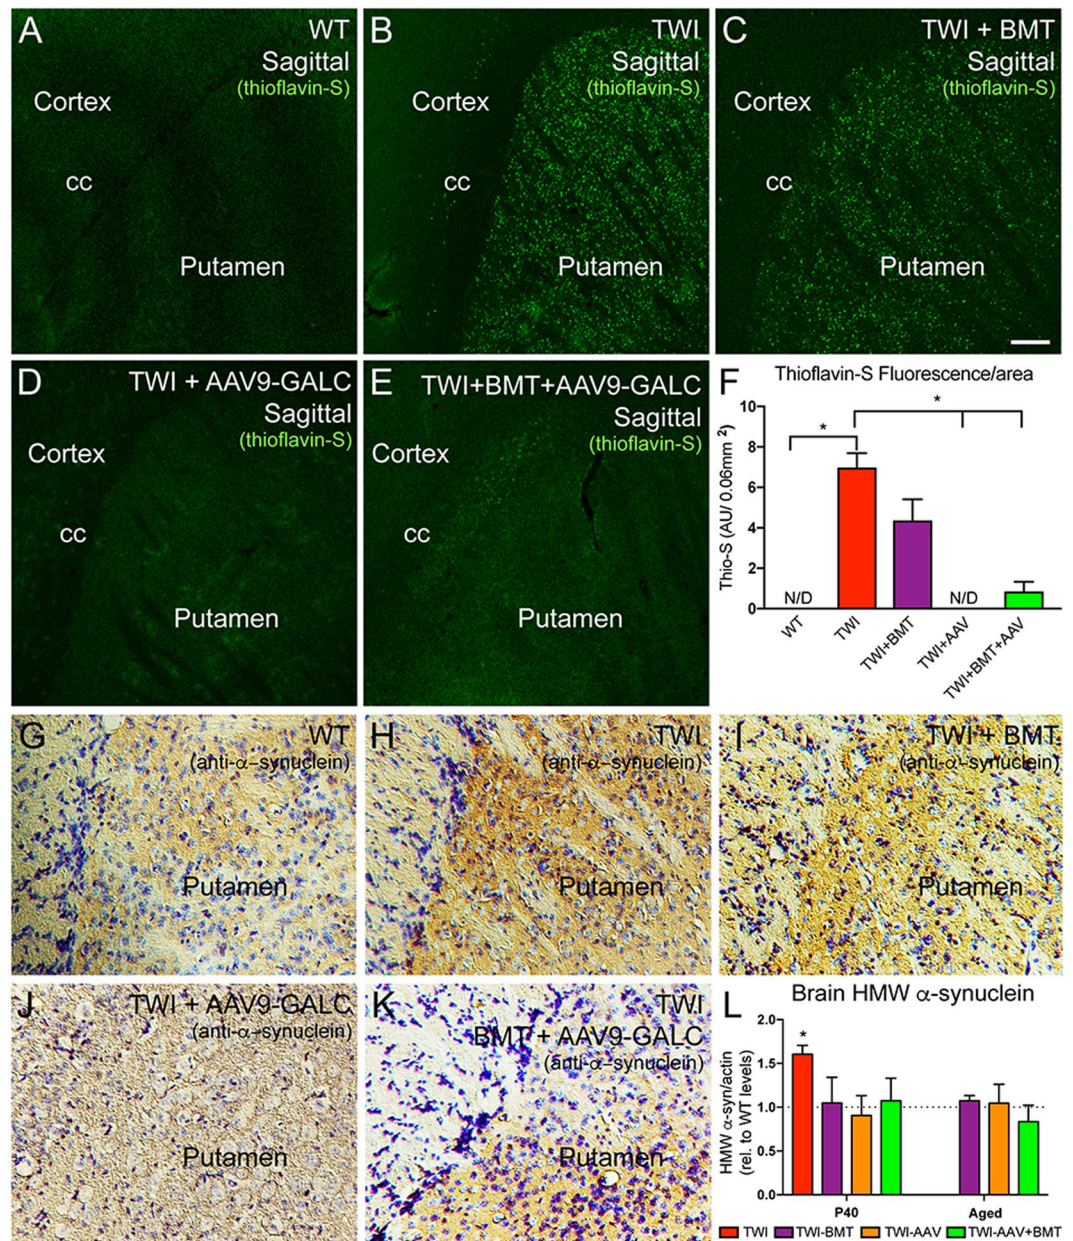 A
WT
Sagittal
(thioflavin-S)
Cortex
cc
Putamen
B
TWI
Sagittal
(thioflavin-S)
Cortex
cc
Putamen
C
TWI + BMT
Sagittal
(thioflavin-S)
Cortex
cc
Putamen
D
TWI + AAV9-GALC
Sagittal
(thioflavin-S)
Cortex
cc
Putamen
E
TWI+BMT+AAV9-GALC
Sagittal
(thioflavin-S)
Cortex
cc
Putamen
F
Thioflavin-S Fluorescence/area
Thio-S (AU/ 0.06mm ²)
10
8
6
4
2
0
*
*
N/D
N/D
WT
TWI
TWI+BMT
TWI+AAV
TWI+BMT+AAV
G
WT
(anti-α–synuclein)
Putamen
H
TWI
(anti-α–synuclein)
Putamen
I
TWI + BMT
(anti-α–synuclein)
Putamen
J
TWI + AAV9-GALC
(anti-α–synuclein)
Putamen
K
TWI
BMT + AAV9-GALC
(anti-α–synuclein)
Putamen
L
Brain HMW α-synuclein
HMW α-syn/actin
(rel. to WT levels)
2.0
1.5
1.0
0.5
0.0
*
P40
Aged
TWI
TWI-BMT
TWI-AAV
TWI-AAV+BMT